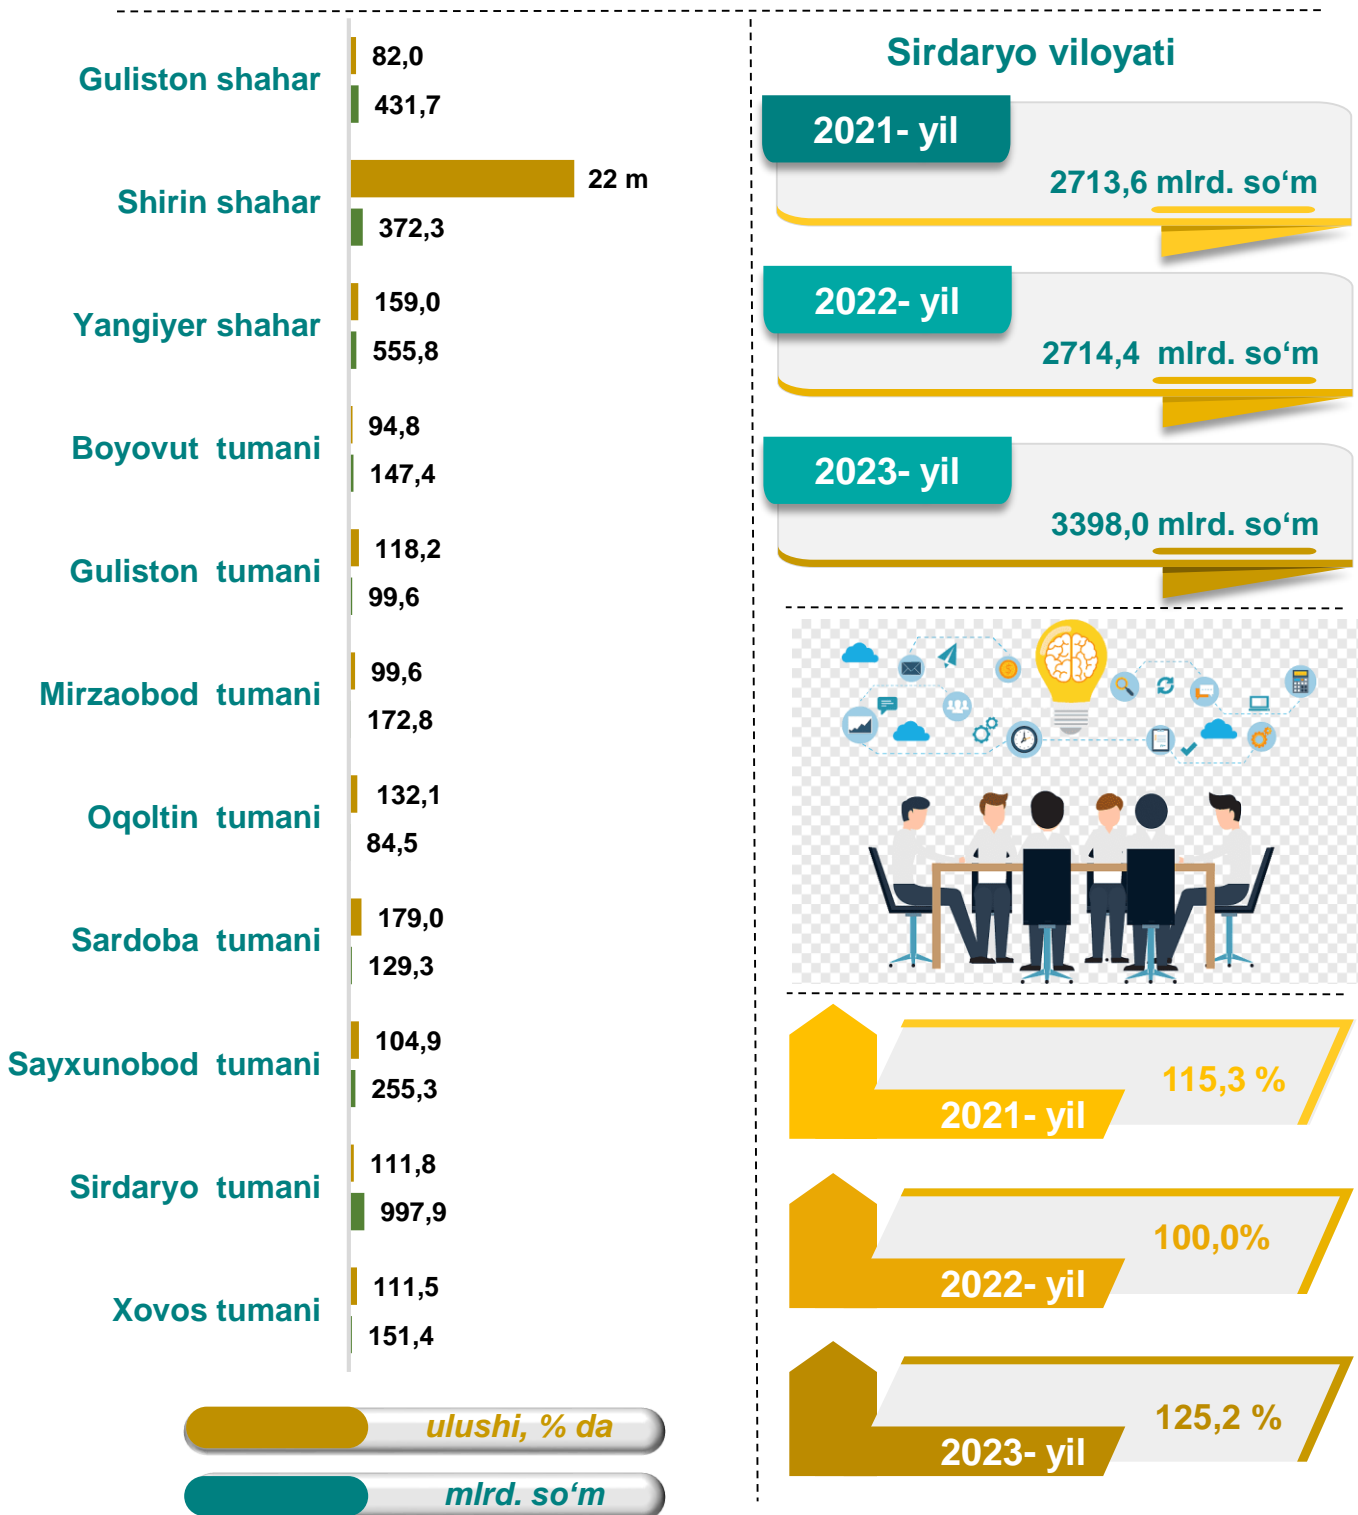 Guliston shahar
82,0
431,7
Shirin shahar
22 m
372,3
Yangiyer shahar
159,0
555,8
Boyovut tumani
94,8
147,4
Guliston tumani
118,2
99,6
Mirzaobod tumani
99,6
172,8
Oqoltin tumani
132,1
84,5
Sardoba tumani
179,0
129,3
Sayxunobod tumani
104,9
255,3
Sirdaryo tumani
111,8
997,9
Xovos tumani
111,5
151,4
ulushi, % da
mlrd. so‘m
Sirdaryo viloyati
2021- yil
2713,6 mlrd. so‘m
2022- yil
2714,4 mlrd. so‘m
2023- yil
3398,0 mlrd. so‘m
115,3 %
2021- yil
100,0%
2022- yil
125,2 %
2023- yil